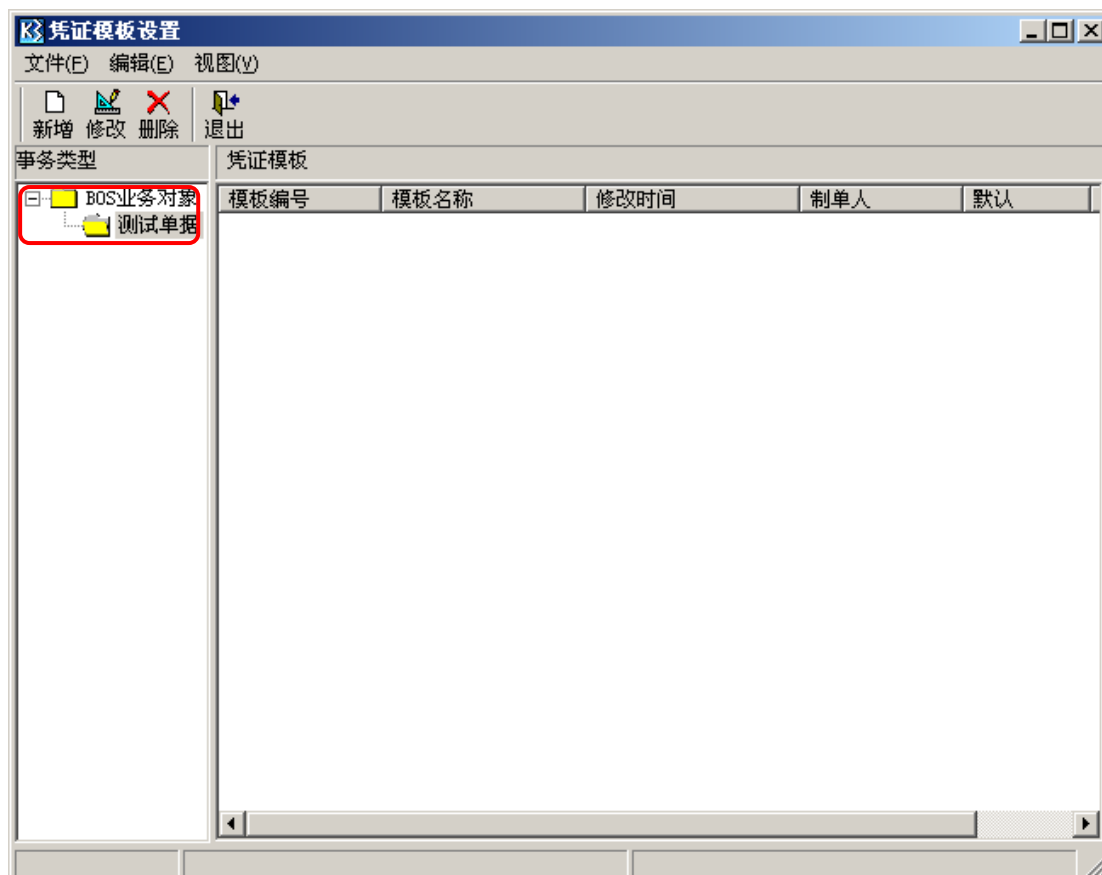 K3 凭证模板设置
文件(F) 编辑(E) 视图(V)
新增 修改 删除 退出
事务类型 凭证模板
BOS业务对象 模板编号 模板名称 修改时间 制单人 默认
测试单据